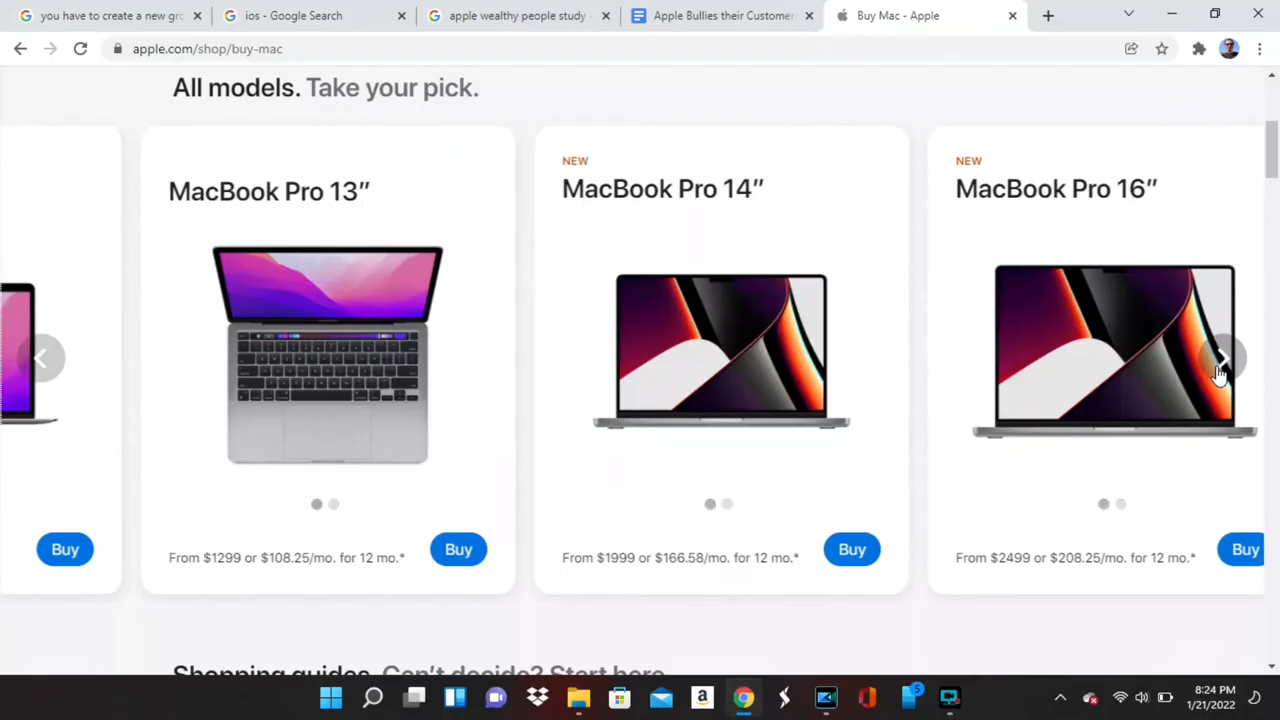 you have to create a new gro
ios - Google Search
apple wealthy people study -
Apple Bullies their Customer
Buy Mac - Apple
apple.com/shop/buy-mac
All models. Take your pick.
MacBook Pro 13”
NEW
MacBook Pro 14”
NEW
MacBook Pro 16”
Buy
From $1299 or $108.25/mo. for 12 mo.*
Buy
From $1999 or $166.58/mo. for 12 mo.*
Buy
From $2499 or $208.25/mo. for 12 mo.*
Buy
Shopping guides. Can’t decide? Start here.
5
8:24 PM
1/21/2022